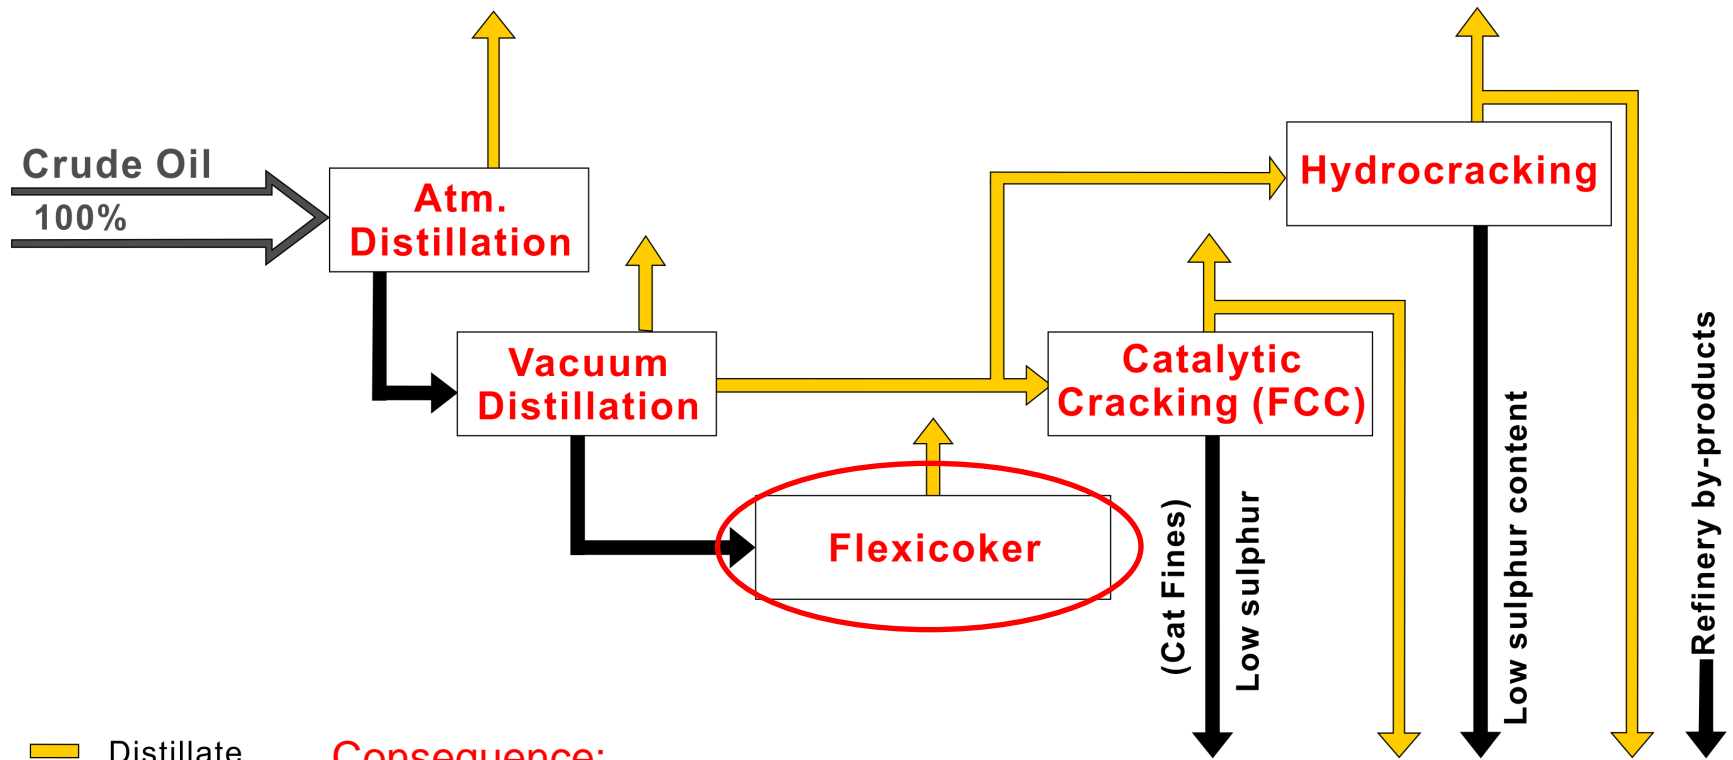 Crude Oil
100%
Atm.
Distillation
Vacuum
Distillation
Flexicoker
Catalytic
Cracking (FCC)
Hydrocracking
(Cat Fines)
Low sulphur
Low sulphur content
Refinery by-products
Distillate
Consequence: